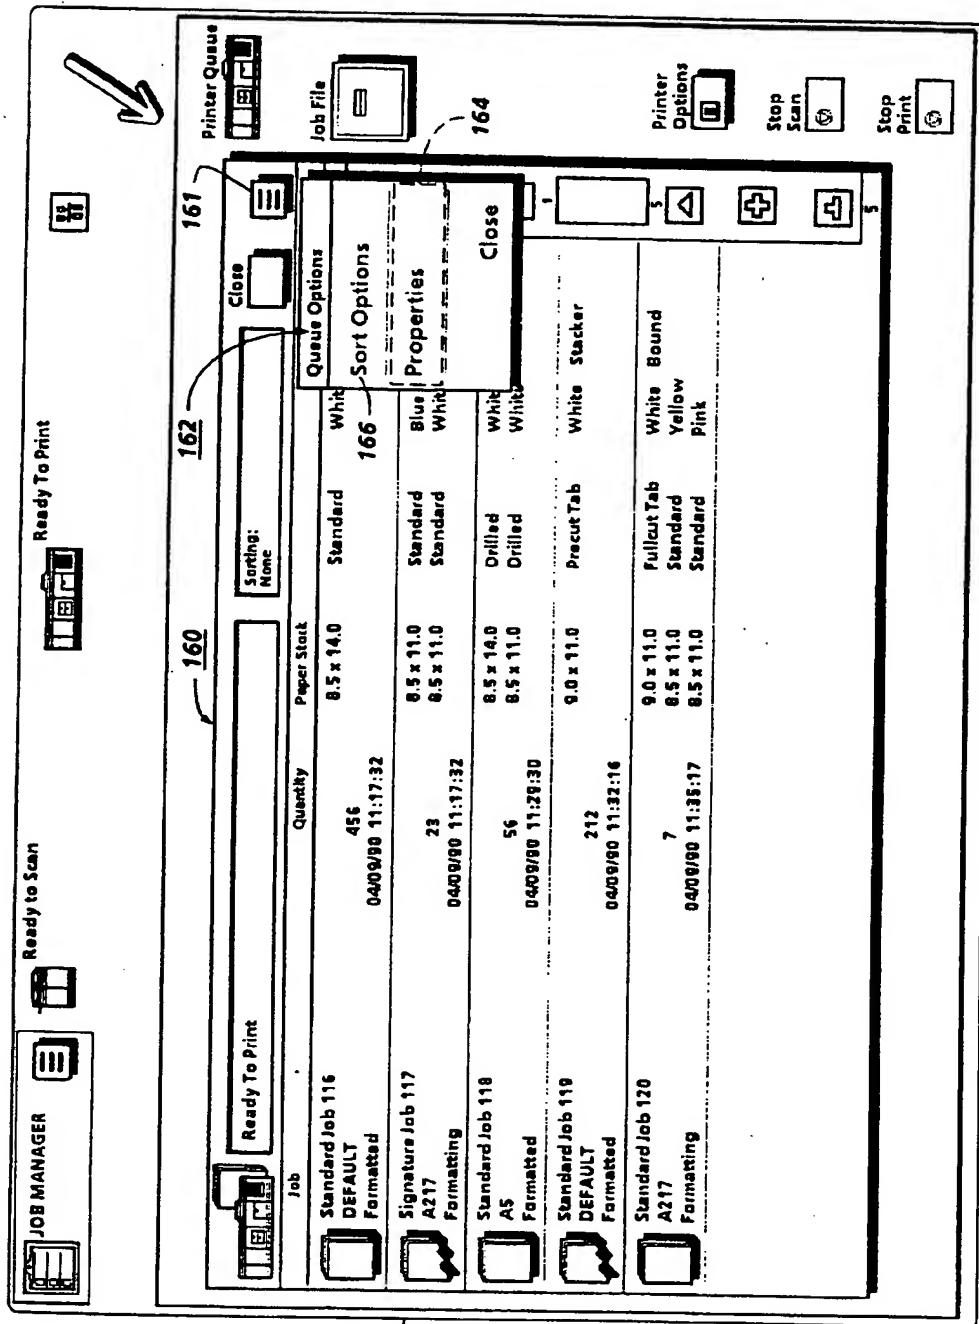 JOB MANAGER
Ready to Scan
Ready To Print
Printer Queue
Job File
Printer Options
Stop Scan
Stop Print
160
162
161
Ready To Print
Sorting:
None
Close
Job Quantity Paper Stock
Queue Options
166 Sort Options
Properties
Close
164
Standard Job 116 456 8.5 x 14.0 Standard Whit
DEFAULT 04/09/90 11:17:32
Formatted
Signature Job 117 23 8.5 x 11.0 Standard Blue
A217 04/09/90 11:17:32 8.5 x 11.0 Standard Whit
Formatting
Standard Job 118 56 8.5 x 14.0 Drilled Whit
A5 04/09/90 11:29:30 8.5 x 11.0 Drilled White
Formatted
Standard Job 119 212 9.0 x 11.0 Precut Tab White Stacker
DEFAULT 04/09/90 11:32:16
Formatted
Standard Job 120 7 9.0 x 11.0 Fullcut Tab White Bound
A217 04/09/90 11:35:17 8.5 x 11.0 Standard Yellow
Formatting 8.5 x 11.0 Standard Pink
1
5
5